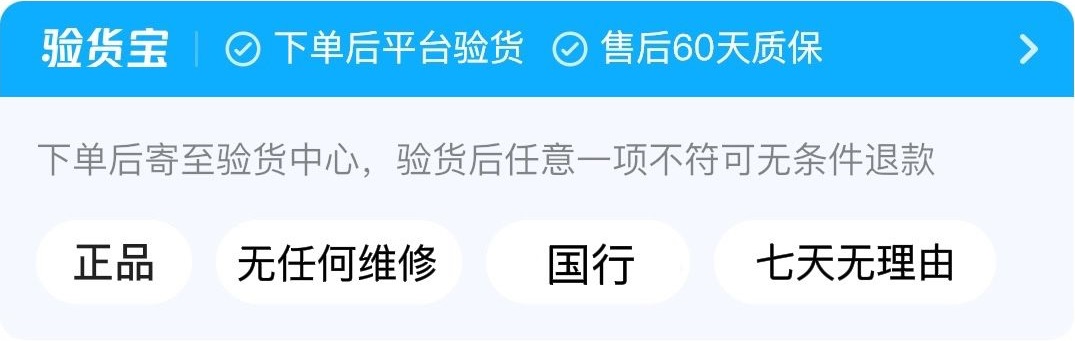 验货宝 下单后平台验货 售后60天质保
下单后寄至验货中心，验货后任意一项不符可无条件退款
正品 无任何维修 国行 七天无理由